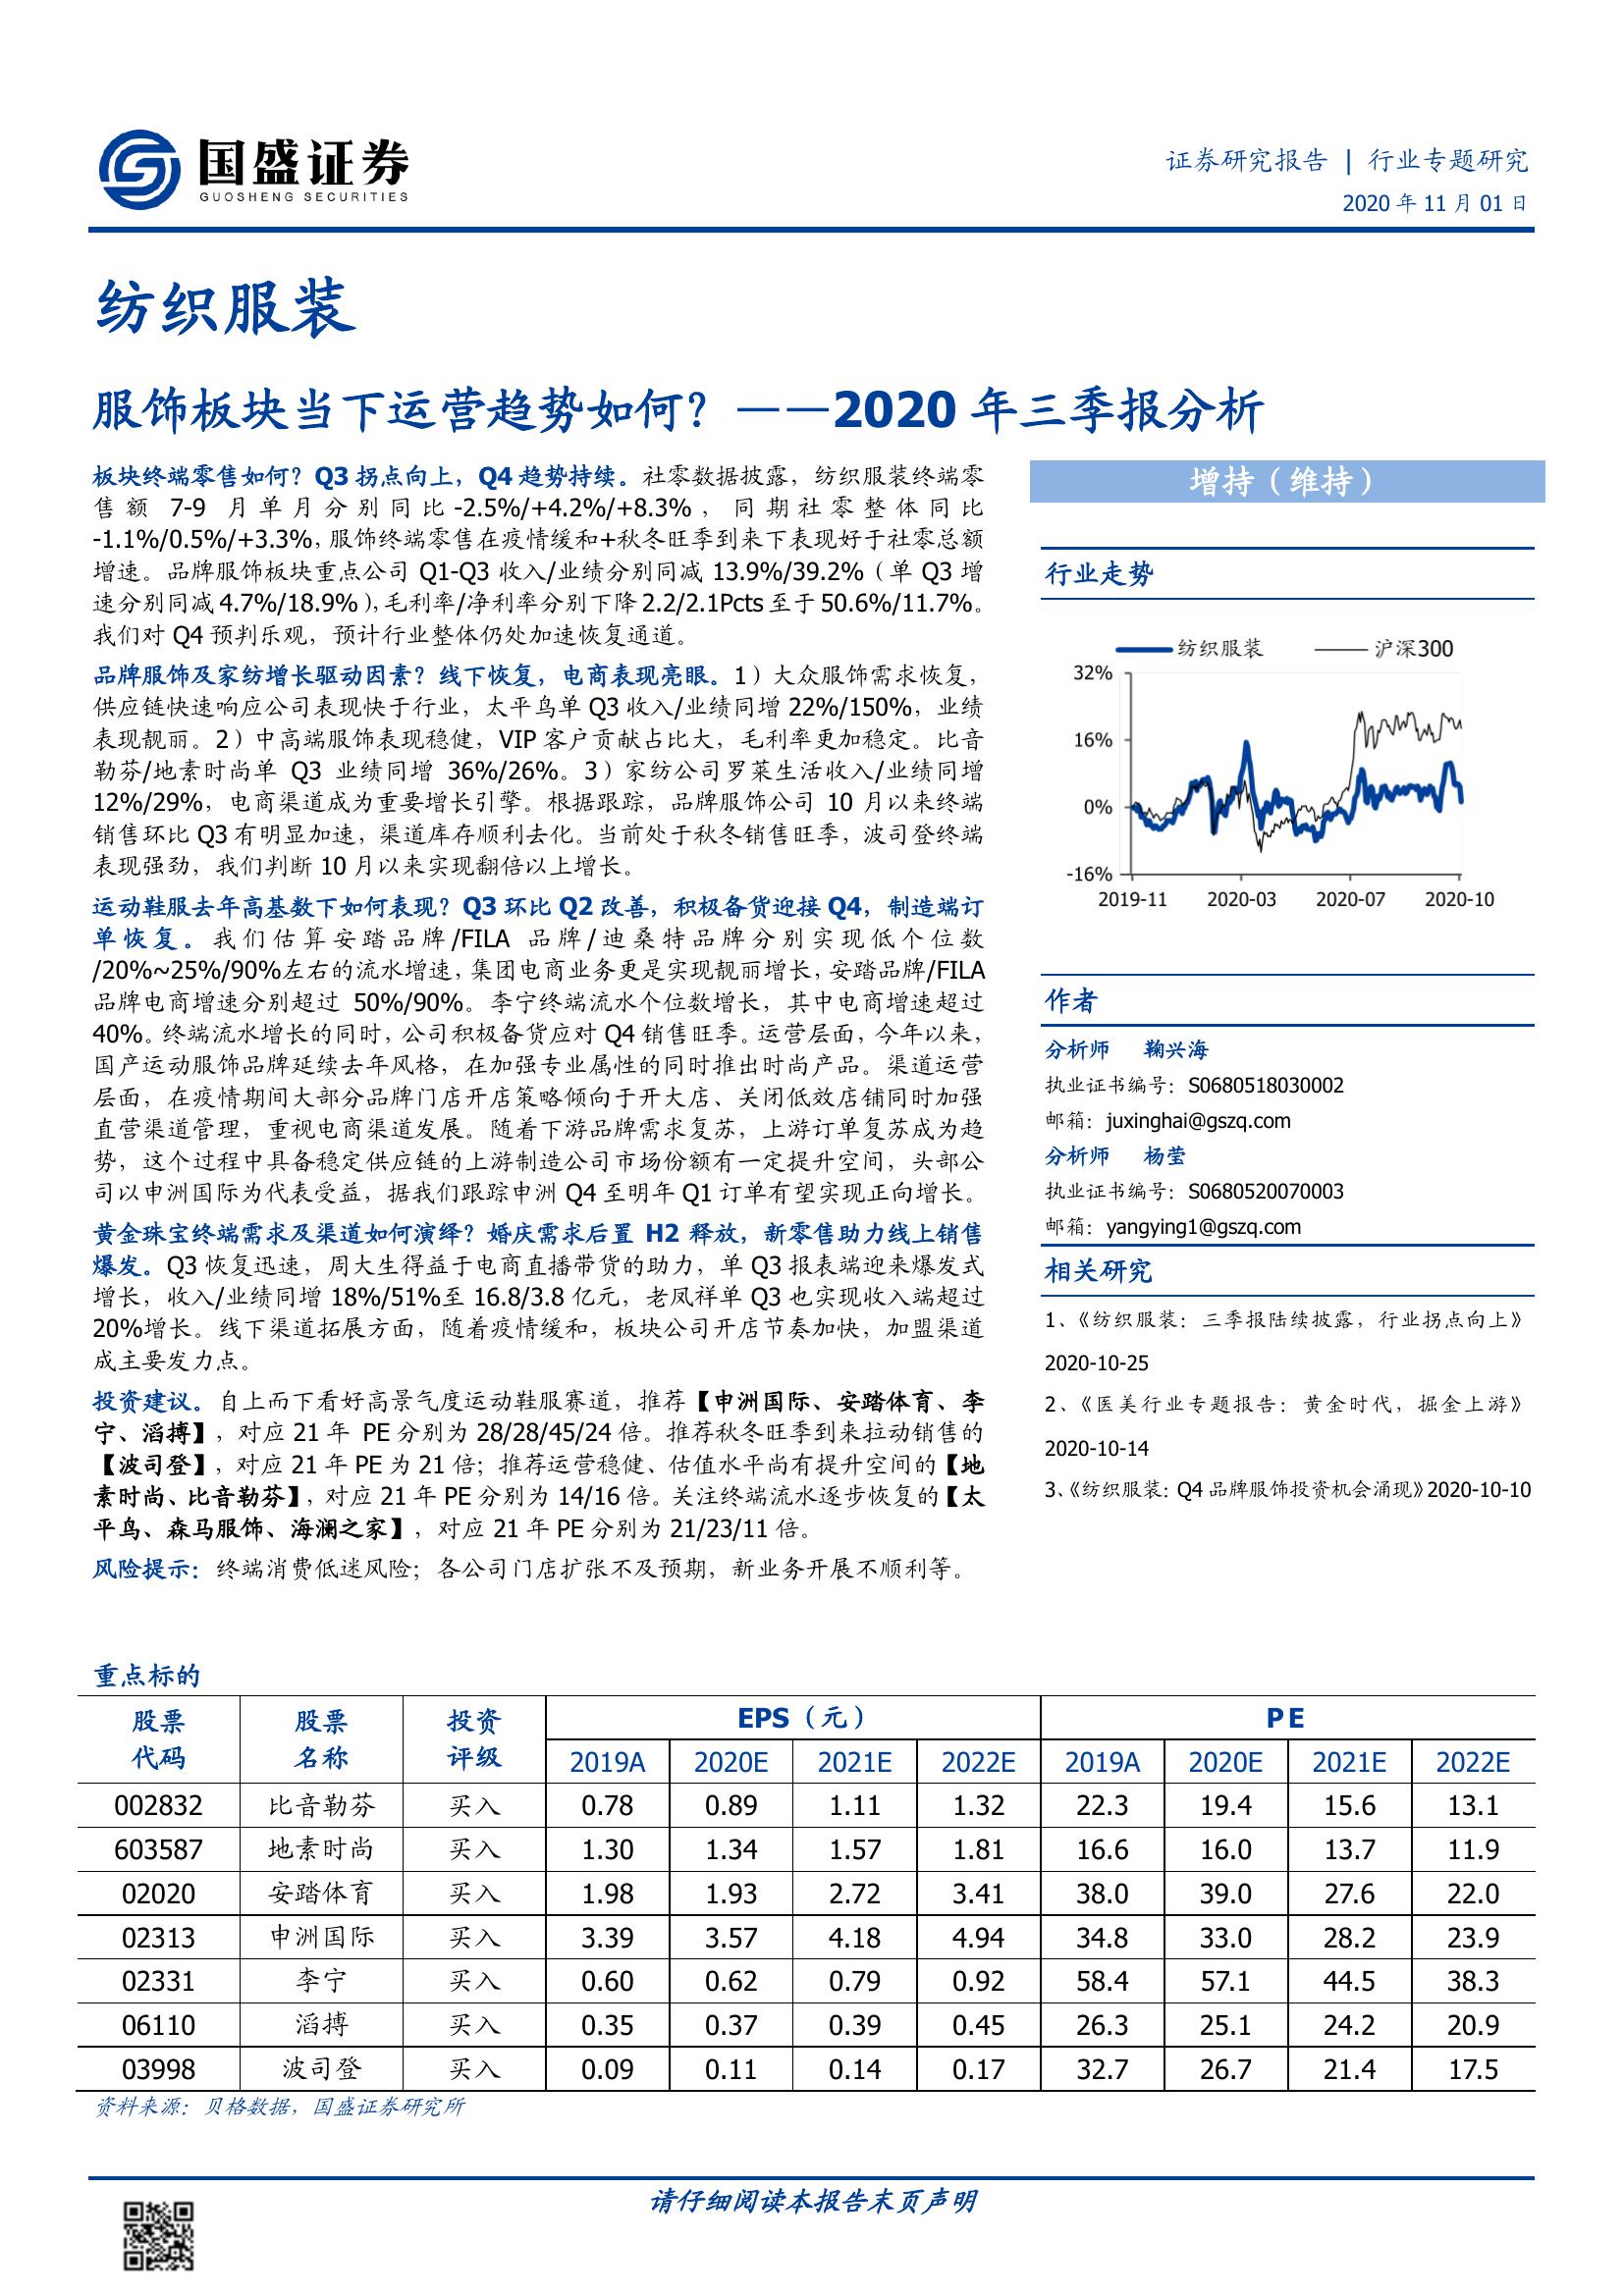 国盛证券
GUOSHENG SECURITIES
证券研究报告 | 行业专题研究
2020 年 11 月 01 日
纺织服装
服饰板块当下运营趋势如何？——2020 年三季报分析
板块终端零售如何？Q3 拐点向上，Q4 趋势持续。社零数据披露，纺织服装终端零
售额 7-9 月单月分别同比-2.5%/+4.2%/+8.3%，同期社零整体同比
-1.1%/0.5%/+3.3%，服饰终端零售在疫情缓和+秋冬旺季到来下表现好于社零总额
增速。品牌服饰板块重点公司 Q1-Q3 收入/业绩分别同减 13.9%/39.2%（单 Q3 增
速分别同减 4.7%/18.9%），毛利率/净利率分别下降 2.2/2.1Pcts 至于 50.6%/11.7%。
我们对 Q4 预判乐观，预计行业整体仍处加速恢复通道。
品牌服饰及家纺增长驱动因素？线下恢复，电商表现亮眼。1）大众服饰需求恢复，
供应链快速响应公司表现快于行业，太平鸟单 Q3 收入/业绩同增 22%/150%，业绩
表现靓丽。2）中高端服饰表现稳健，VIP 客户贡献占比大，毛利率更加稳定。比音
勒芬/地素时尚单 Q3 业绩同增 36%/26%。3）家纺公司罗莱生活收入/业绩同增
12%/29%，电商渠道成为重要增长引擎。根据跟踪，品牌服饰公司 10 月以来终端
销售环比 Q3 有明显加速，渠道库存顺利去化。当前处于秋冬销售旺季，波司登终端
表现强劲，我们判断 10 月以来实现翻倍以上增长。
运动鞋服去年高基数下如何表现？Q3 环比 Q2 改善，积极备货迎接 Q4，制造端订
单恢复。我们估算安踏品牌/FILA 品牌/迪桑特品牌分别实现低个位数
/20%~25%/90%左右的流水增速，集团电商业务更是实现靓丽增长，安踏品牌/FILA
品牌电商增速分别超过 50%/90%。李宁终端流水个位数增长，其中电商增速超过
40%。终端流水增长的同时，公司积极备货应对 Q4 销售旺季。运营层面，今年以来，
国产运动服饰品牌延续去年风格，在加强专业属性的同时推出时尚产品。渠道运营
层面，在疫情期间大部分品牌门店开店策略倾向于开大店、关闭低效店铺同时加强
直营渠道管理，重视电商渠道发展。随着下游品牌需求复苏，上游订单复苏成为趋
势，这个过程中具备稳定供应链的上游制造公司市场份额有一定提升空间，头部公
司以申洲国际为代表受益，据我们跟踪申洲 Q4 至明年 Q1 订单有望实现正向增长。
黄金珠宝终端需求及渠道如何演绎？婚庆需求后置 H2 释放，新零售助力线上销售
爆发。Q3 恢复迅速，周大生得益于电商直播带货的助力，单 Q3 报表端迎来爆发式
增长，收入/业绩同增 18%/51%至 16.8/3.8 亿元，老凤祥单 Q3 也实现收入端超过
20%增长。线下渠道拓展方面，随着疫情缓和，板块公司开店节奏加快，加盟渠道
成主要发力点。
投资建议。自上而下看好高景气度运动鞋服赛道，推荐【申洲国际、安踏体育、李
宁、滔搏】，对应 21 年 PE 分别为 28/28/45/24 倍。推荐秋冬旺季到来拉动销售的
【波司登】，对应 21 年 PE 为 21 倍；推荐运营稳健、估值水平尚有提升空间的【地
素时尚、比音勒芬】，对应 21 年 PE 分别为 14/16 倍。关注终端流水逐步恢复的【太
平鸟、森马服饰、海澜之家】，对应 21 年 PE 分别为 21/23/11 倍。
风险提示：终端消费低迷风险；各公司门店扩张不及预期，新业务开展不顺利等。
增持（维持）
行业走势
纺织服装 沪深300
32%
16%
0%
-16%
2019-11 2020-03 2020-07 2020-10
作者
分析师 鞠兴海
执业证书编号：S0680518030002
邮箱：juxinghai@gszq.com
分析师 杨莹
执业证书编号：S0680520070003
邮箱：yangying1@gszq.com
相关研究
1、《纺织服装：三季报陆续披露，行业拐点向上》
2020-10-25
2、《医美行业专题报告：黄金时代，掘金上游》
2020-10-14
3、《纺织服装：Q4 品牌服饰投资机会涌现》2020-10-10
重点标的
股票 股票 投资 EPS（元） PE
代码 名称 评级 2019A 2020E 2021E 2022E 2019A 2020E 2021E 2022E
002832 比音勒芬 买入 0.78 0.89 1.11 1.32 22.3 19.4 15.6 13.1
603587 地素时尚 买入 1.30 1.34 1.57 1.81 16.6 16.0 13.7 11.9
02020 安踏体育 买入 1.98 1.93 2.72 3.41 38.0 39.0 27.6 22.0
02313 申洲国际 买入 3.39 3.57 4.18 4.94 34.8 33.0 28.2 23.9
02331 李宁 买入 0.60 0.62 0.79 0.92 58.4 57.1 44.5 38.3
06110 滔搏 买入 0.35 0.37 0.39 0.45 26.3 25.1 24.2 20.9
03998 波司登 买入 0.09 0.11 0.14 0.17 32.7 26.7 21.4 17.5
资料来源：贝格数据，国盛证券研究所
请仔细阅读本报告末页声明